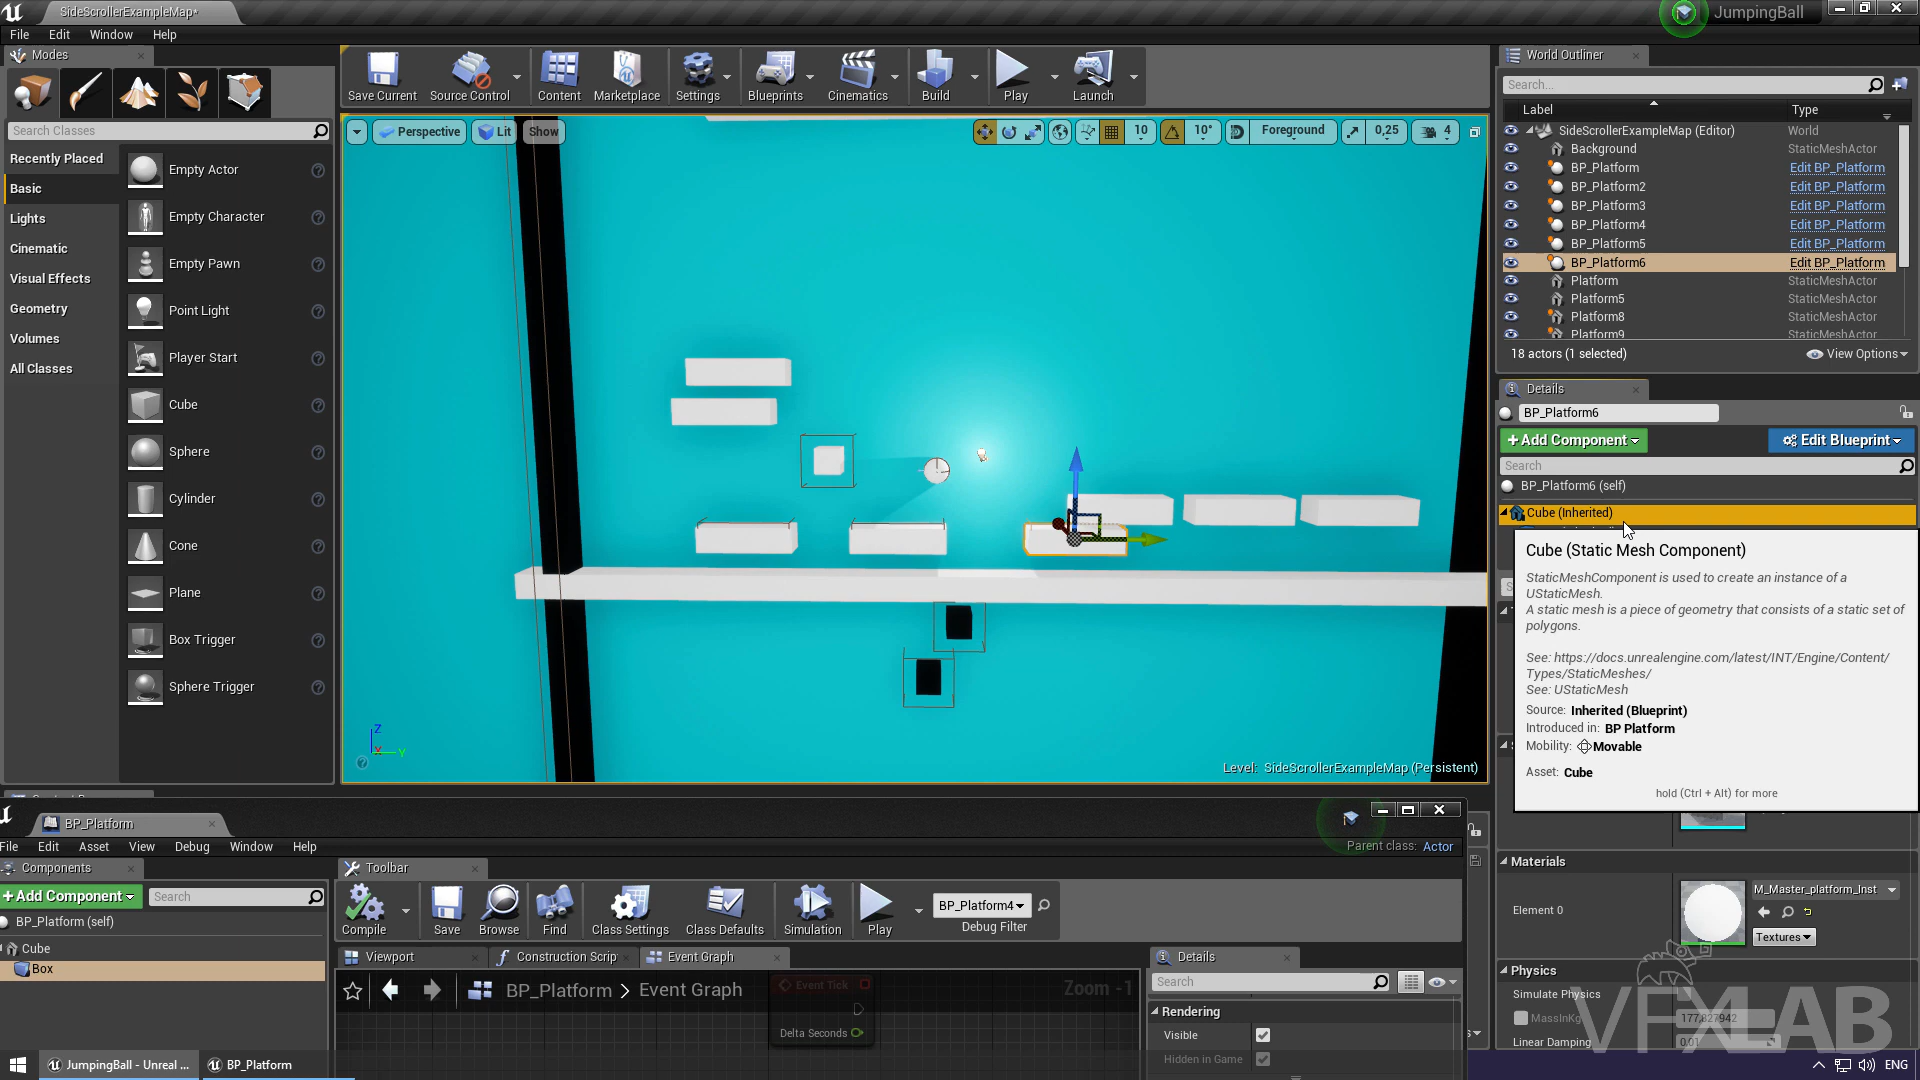 SideScrollerExampleMap*
JumpingBall
File Edit Window Help
Modes
Search Classes
Recently Placed
Basic
Lights
Cinematic
Visual Effects
Geometry
Volumes
All Classes
Empty Actor
Empty Character
Empty Pawn
Point Light
Player Start
Cube
Sphere
Cylinder
Cone
Plane
Box Trigger
Sphere Trigger
Save Current
Source Control
Content
Marketplace
Settings
Blueprints
Cinematics
Build
Play
Launch
Perspective
Lit
Show
10
10°
Foreground
0,25
4
Z
Y
Level: SideScrollerExampleMap (Persistent)
World Outliner
Search...
Label Type
SideScrollerExampleMap (Editor) World
Background StaticMeshActor
BP_Platform Edit BP_Platform
BP_Platform2 Edit BP_Platform
BP_Platform3 Edit BP_Platform
BP_Platform4 Edit BP_Platform
BP_Platform5 Edit BP_Platform
BP_Platform6 Edit BP_Platform
Platform StaticMeshActor
Platform5 StaticMeshActor
Platform8 StaticMeshActor
Platform9 StaticMeshActor
18 actors (1 selected)
View Options
Details
BP_Platform6
+Add Component
Edit Blueprint
Search
BP_Platform6 (self)
Cube (Inherited)
Cube (Static Mesh Component)
StaticMeshComponent is used to create an instance of a
UStaticMesh.
A static mesh is a piece of geometry that consists of a static set of
polygons.
See: https://docs.unrealengine.com/latest/INT/Engine/Content/
Types/StaticMeshes/
See: UStaticMesh
Source: Inherited (Blueprint)
Introduced in: BP Platform
Mobility: Movable
Asset: Cube
hold (Ctrl + Alt) for more
Materials
Element 0
M_Master_platform_Inst
Textures
Physics
Simulate Physics
MassInKg
177,827942
Linear Damping
0.01
VFXLAB
BP_Platform
File Edit Asset View Debug Window Help
Parent class: Actor
Components
+Add Component
Search
BP_Platform (self)
Cube
Box
Toolbar
Compile
Save
Browse
Find
Class Settings
Class Defaults
Simulation
Play
BP_Platform4
Debug Filter
Viewport
Construction Scrip
Event Graph
BP_Platform > Event Graph
Zoom -1
Event Tick
Delta Seconds
Details
Search
Rendering
Visible
Hidden in Game
JumpingBall - Unreal ...
BP_Platform
ENG